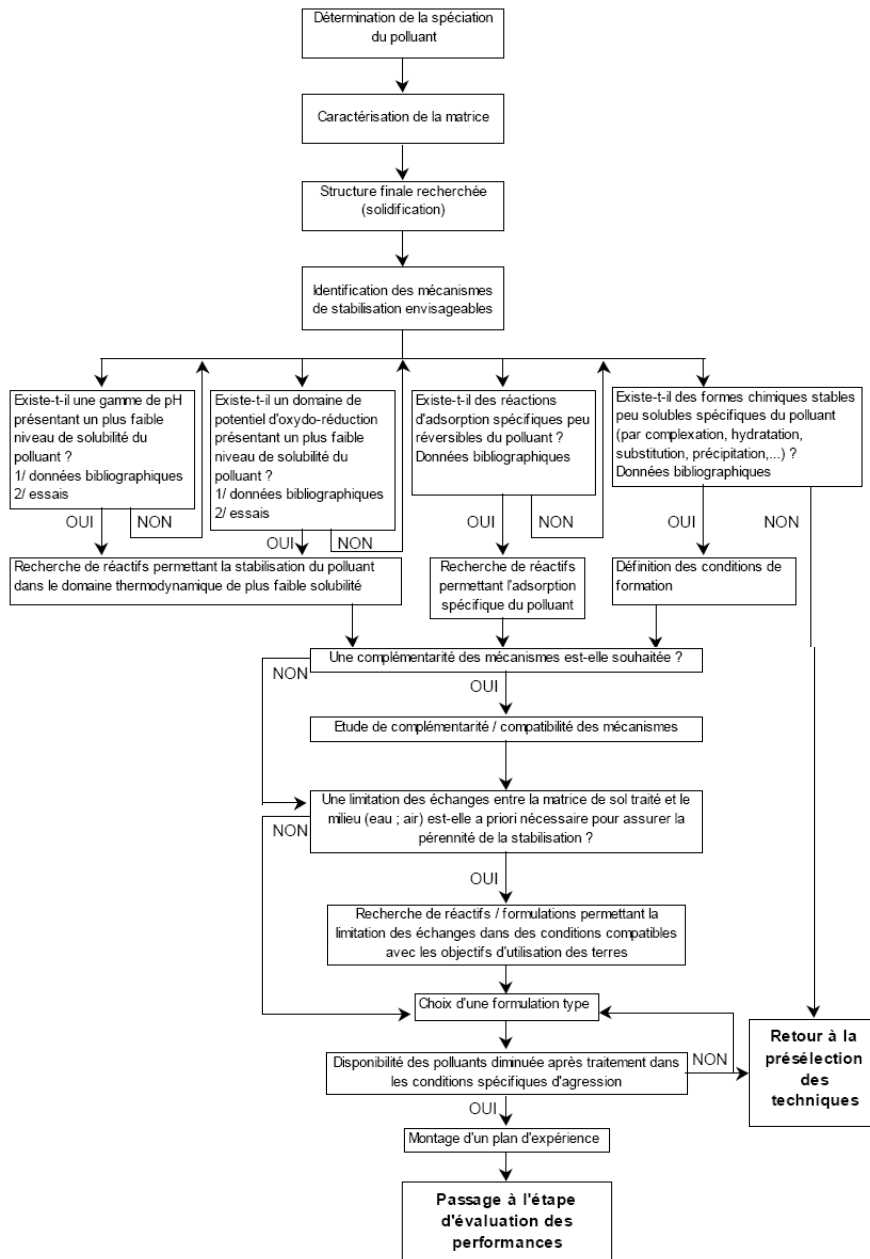 Détermination de la spéciation
du polluant
Caractérisation de la matrice
Structure finale recherchée
(solidification)
Identification des mécanismes
de stabilisation envisageables
Existe-t-il une gamme de pH
présentant un plus faible
niveau de solubilité du
polluant ?
1/ données bibliographiques
2/ essais
Existe-t-il un domaine de
potentiel d'oxydo-réduction
présentant un plus faible
niveau de solubilité du
polluant ?
1/ données bibliographiques
2/ essais
Existe-t-il des réactions
d'adsorption spécifiques peu
réversibles du polluant ?
Données bibliographiques
Existe-t-il des formes chimiques stables
peu solubles spécifiques du polluant
(par complexation, hydratation,
substitution, précipitation,...) ?
Données bibliographiques
OUI
NON
OUI
NON
OUI
NON
OUI
NON
Recherche de réactifs permettant la stabilisation du polluant
dans le domaine thermodynamique de plus faible solubilité
Recherche de réactifs
permettant l'adsorption
spécifique du polluant
Définition des conditions de
formation
Une complémentarité des mécanismes est-elle souhaitée ?
NON
OUI
Etude de complémentarité / compatibilité des mécanismes
Une limitation des échanges entre la matrice de sol traité et le
milieu (eau ; air) est-elle a priori nécessaire pour assurer la
pérennité de la stabilisation ?
NON
OUI
Recherche de réactifs / formulations permettant la
limitation des échanges dans des conditions compatibles
avec les objectifs d'utilisation des terres
Choix d'une formulation type
Disponibilité des polluants diminuée après traitement dans
les conditions spécifiques d'agression
NON
Retour à la
présélection
des
techniques
OUI
Montage d'un plan d'expérience
Passage à l'étape
d'évaluation des
performances